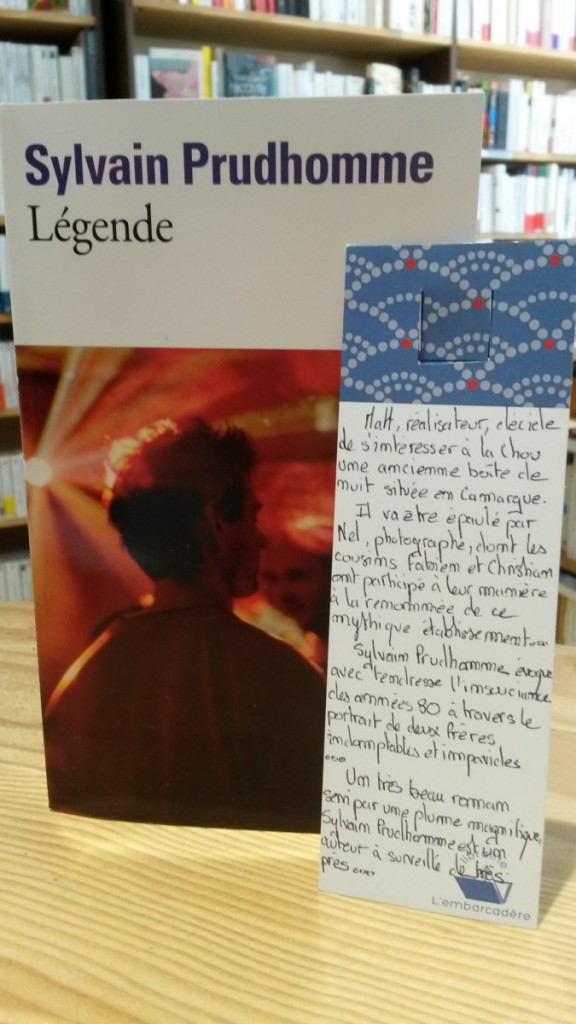 Sylvain Prudhomme
Légende
Matt, réalisateur, décide
de s'intéresser à la Chou
une ancienne boîte de
nuit située en Camargue.
Il va être épaulé par
Nel, photographe, dont les
cousins Fabien et Christian
ont participé à leur manière
à la renommée de ce
mythique établissement...
Sylvain Prudhomme évoque
avec tendresse l'insouciance
des années 80 à travers le
portrait de deux frères
indomptables et impavides
...
Un très beau roman
servi par une plume magnifique,
Sylvain Prudhomme est un
auteur à surveillé de très
près....
librairie
L'embarcadère